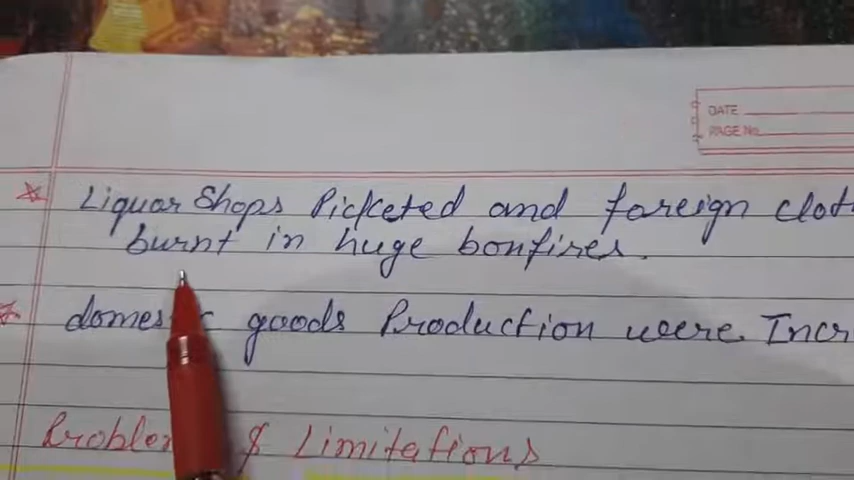 DATE
PAGE No.
Liquor Shops Picketed and foreign
burnt in huge bonfires.
goods Production were
& Limitations